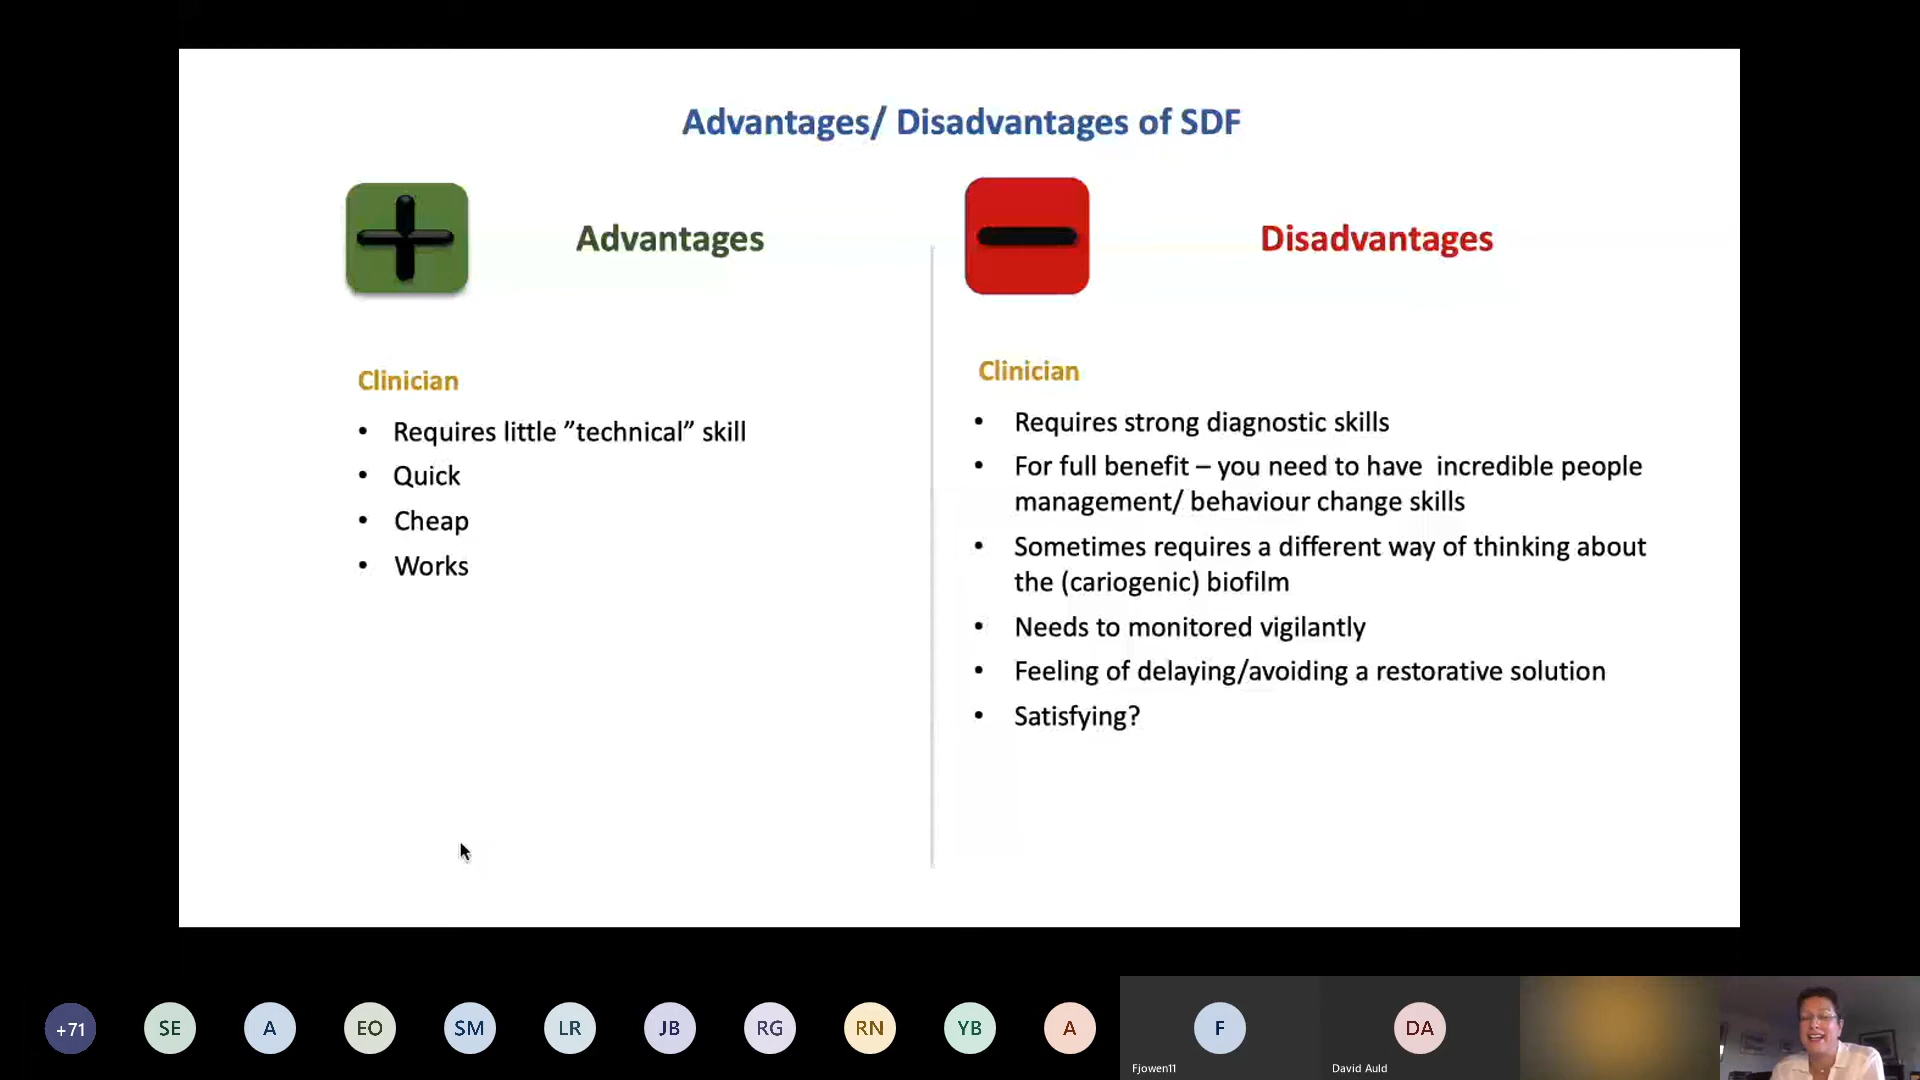 Advantages/ Disadvantages of SDF
Advantages
Clinician
• Requires little ”technical” skill
• Quick
• Cheap
• Works
Disadvantages
Clinician
• Requires strong diagnostic skills
• For full benefit – you need to have incredible people
management/ behaviour change skills
• Sometimes requires a different way of thinking about
the (cariogenic) biofilm
• Needs to monitored vigilantly
• Feeling of delaying/avoiding a restorative solution
• Satisfying?
+71
SE
A
EO
SM
LR
JB
RG
RN
YB
A
F
Fjowen11
DA
David Auld